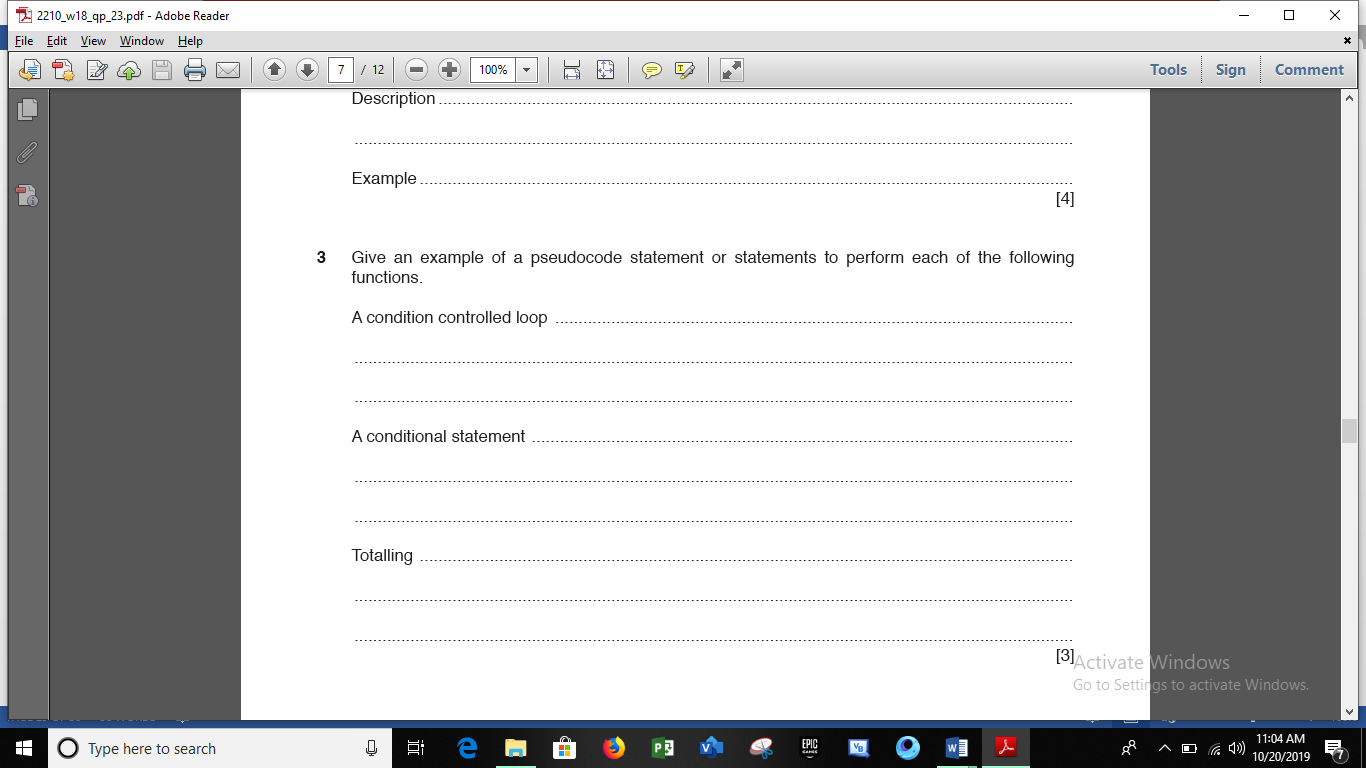 2210_w18_qp_23.pdf - Adobe Reader
File Edit View Window Help
7 / 12 100% Tools Sign Comment
Description
Example
[4]
3 Give an example of a pseudocode statement or statements to perform each of the following
functions.
A condition controlled loop
A conditional statement
Totalling
[3]
Activate Windows
Go to Settings to activate Windows.
Type here to search
11:04 AM
10/20/2019
7